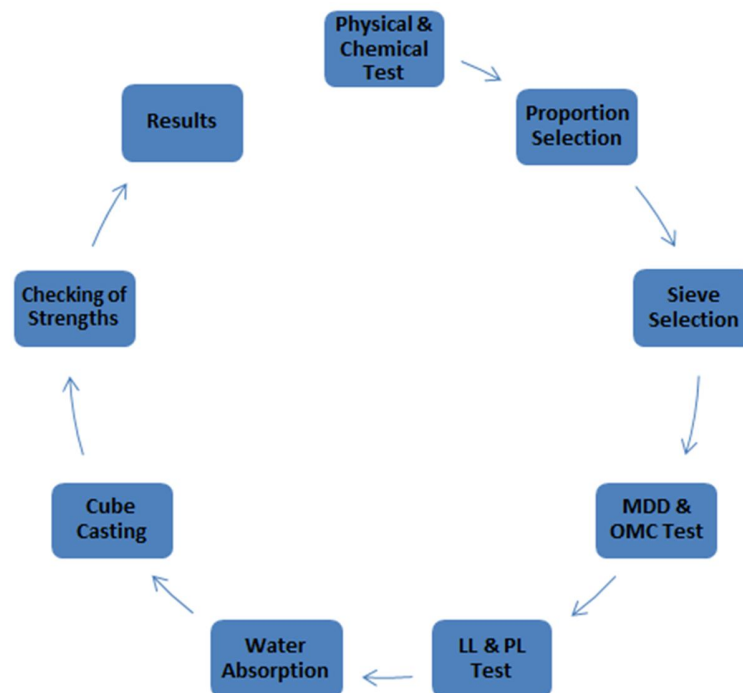 Physical &
Chemical
Test
Proportion
Selection
Sieve
Selection
MDD &
OMC Test
LL & PL
Test
Water
Absorption
Cube
Casting
Checking of
Strengths
Results